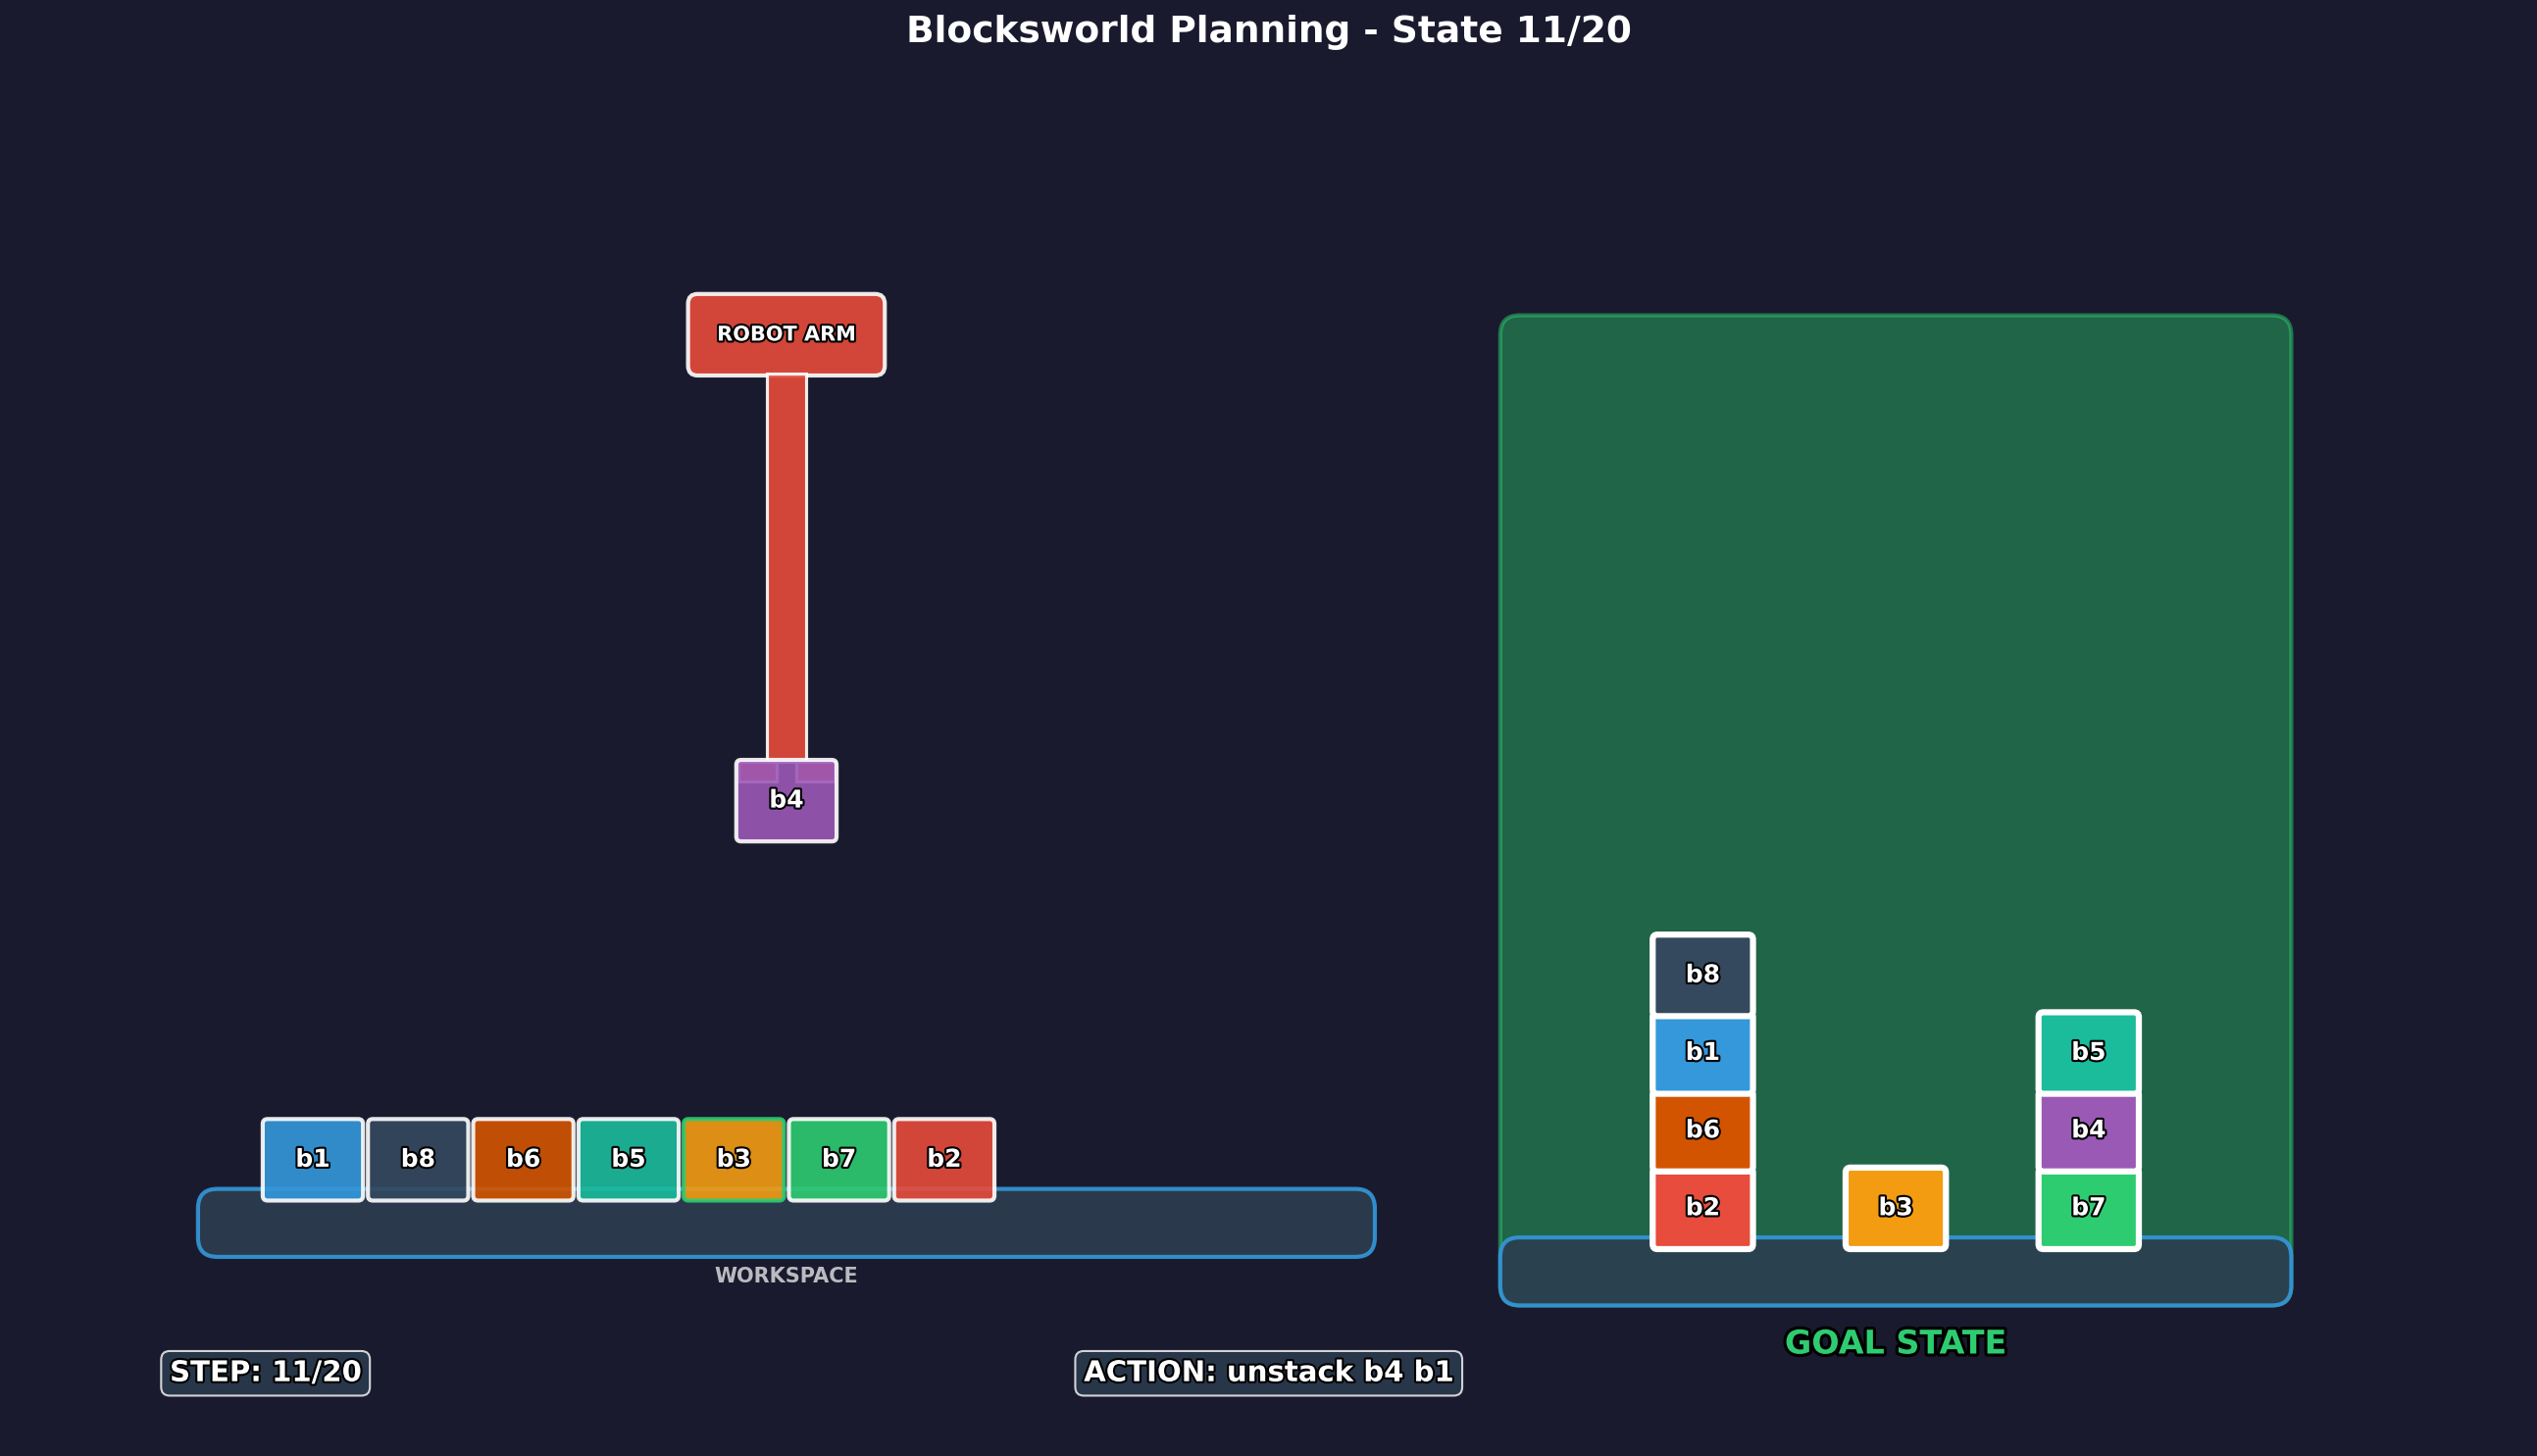 Blocksworld Planning - State 11/20
ROBOT ARM
b4
b1 b8 b6 b5 b3 b7 b2
WORKSPACE
b8
b1 b5
b6 b4
b2 b3 b7
GOAL STATE
STEP: 11/20
ACTION: unstack b4 b1